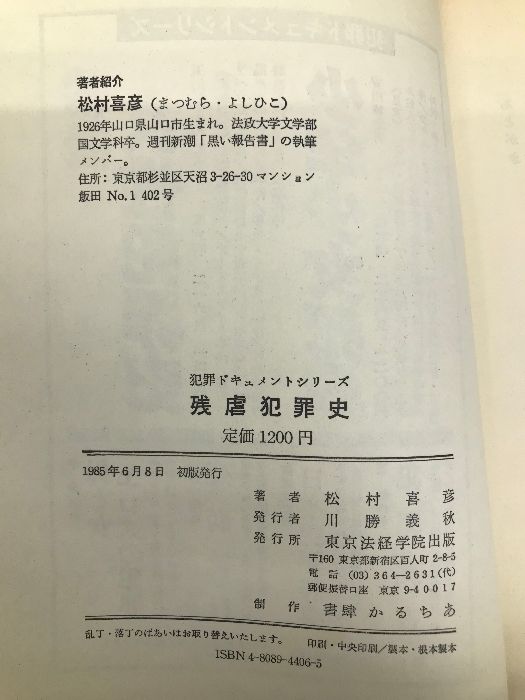 著者紹介
松村喜彦(まつむら・よしひこ)
1926年山口県山口市生まれ。法政大学文学部
国文学科卒。週刊新潮「黒い報告書」の執筆
メンバー。
住所:東京都杉並区天沼3-26-30 マンション
飯田 No.1 402号
犯罪ドキュメントシリーズ
残虐犯罪史
定価1200円
1985年6月8日 初版発行
著者 松村喜彦
発行者 川勝義秋
発行所 東京法経学院出版
〒160 東京都新宿区百人町2-8-5
電話 (03)364-2631(代)
郵便振替口座 東京9-40017
制作 書肆かるちあ
乱丁・落丁のばあいはお取り替えいたします。 印刷・中央印刷/製本・根本製本
ISBN4-8089-4406-5